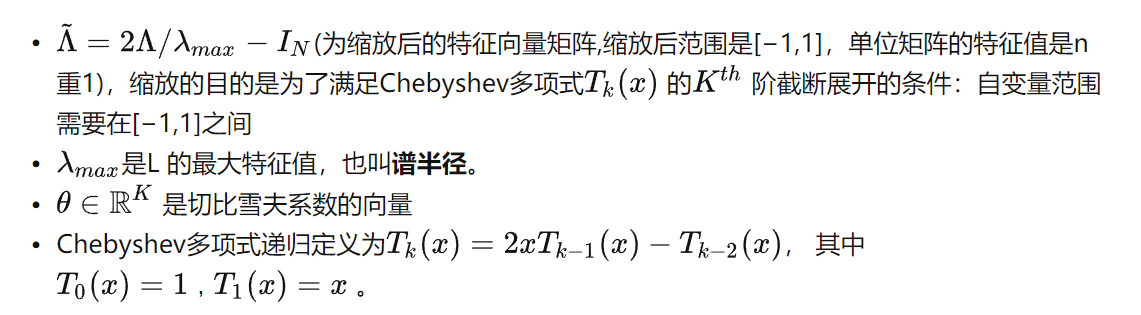 • $\tilde{\Lambda} = 2\Lambda/\lambda_{max} - I_N$(为缩放后的特征向量矩阵,缩放后范围是[−1,1]，单位矩阵的特征值是n
重1)，缩放的目的是为了满足Chebyshev多项式$T_k(x)$ 的$K^{th}$ 阶截断展开的条件：自变量范围
需要在[−1,1]之间
• $\lambda_{max}$是L 的最大特征值，也叫谱半径。
• $\theta \in \mathbb{R}^K$ 是切比雪夫系数的向量
• Chebyshev多项式递归定义为$T_k(x) = 2xT_{k-1}(x) - T_{k-2}(x)$， 其中
$T_0(x) = 1$ , $T_1(x) = x$ 。